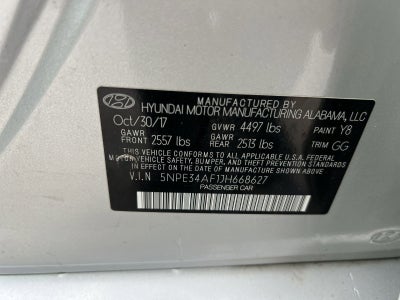 MANUFACTURED BY
HYUNDAI MOTOR MANUFACTURING ALABAMA, LLC
Oct/30/17 GVWR 4497 lbs PAINT Y8
GAWR FRONT 2557 lbs GAWR REAR 2513 lbs TRIM GG
THIS VEHICLE CONFORMS TO ALL APPLICABLE U.S. FEDERAL
MOTOR VEHICLE SAFETY, BUMPER, AND THEFT PREVENTION STANDARDS
IN EFFECT ON THE DATE OF MANUFACTURE SHOWN ABOVE.
V.I.N 5NPE34AF1JH668627
PASSENGER CAR